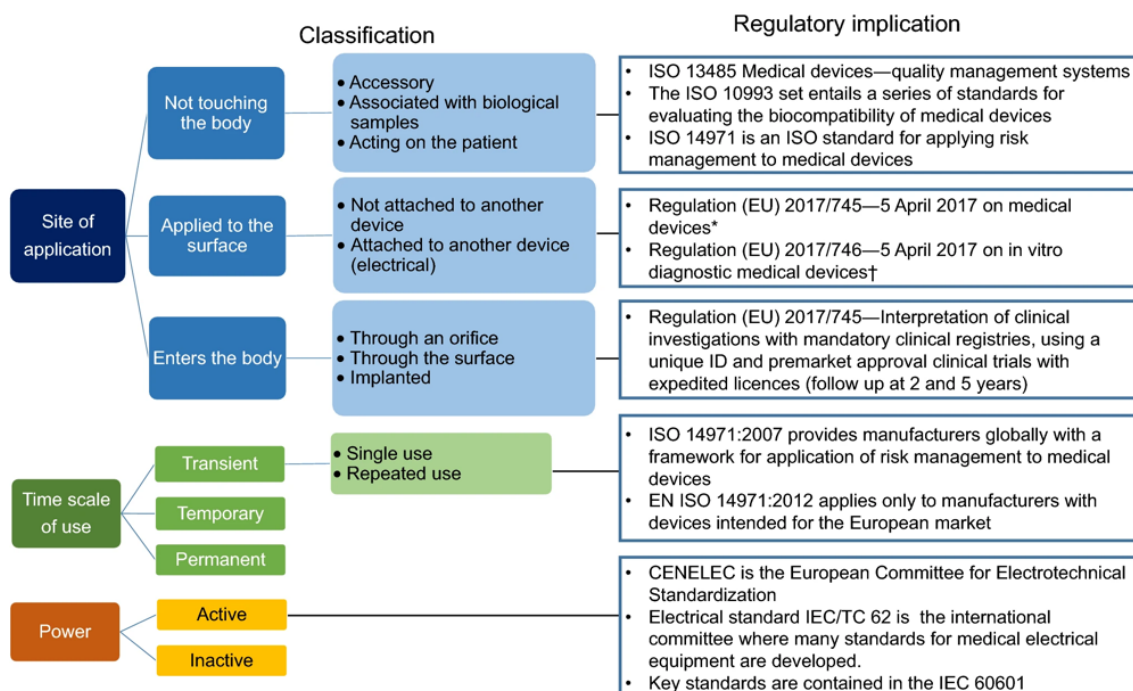 Classification
Regulatory implication
Site of
application
Not touching
the body
• Accessory
• Associated with biological
samples
• Acting on the patient
• ISO 13485 Medical devices—quality management systems
• The ISO 10993 set entails a series of standards for
evaluating the biocompatibility of medical devices
• ISO 14971 is an ISO standard for applying risk
management to medical devices
Applied to the
surface
• Not attached to another
device
• Attached to another device
(electrical)
• Regulation (EU) 2017/745—5 April 2017 on medical
devices*
• Regulation (EU) 2017/746—5 April 2017 on in vitro
diagnostic medical devices†
Enters the body
• Through an orifice
• Through the surface
• Implanted
• Regulation (EU) 2017/745—Interpretation of clinical
investigations with mandatory clinical registries, using a
unique ID and premarket approval clinical trials with
expedited licences (follow up at 2 and 5 years)
Time scale
of use
Transient
Temporary
Permanent
• Single use
• Repeated use
• ISO 14971:2007 provides manufacturers globally with a
framework for application of risk management to medical
devices
• EN ISO 14971:2012 applies only to manufacturers with
devices intended for the European market
Power
Active
Inactive
• CENELEC is the European Committee for Electrotechnical
Standardization
• Electrical standard IEC/TC 62 is the international
committee where many standards for medical electrical
equipment are developed.
• Key standards are contained in the IEC 60601